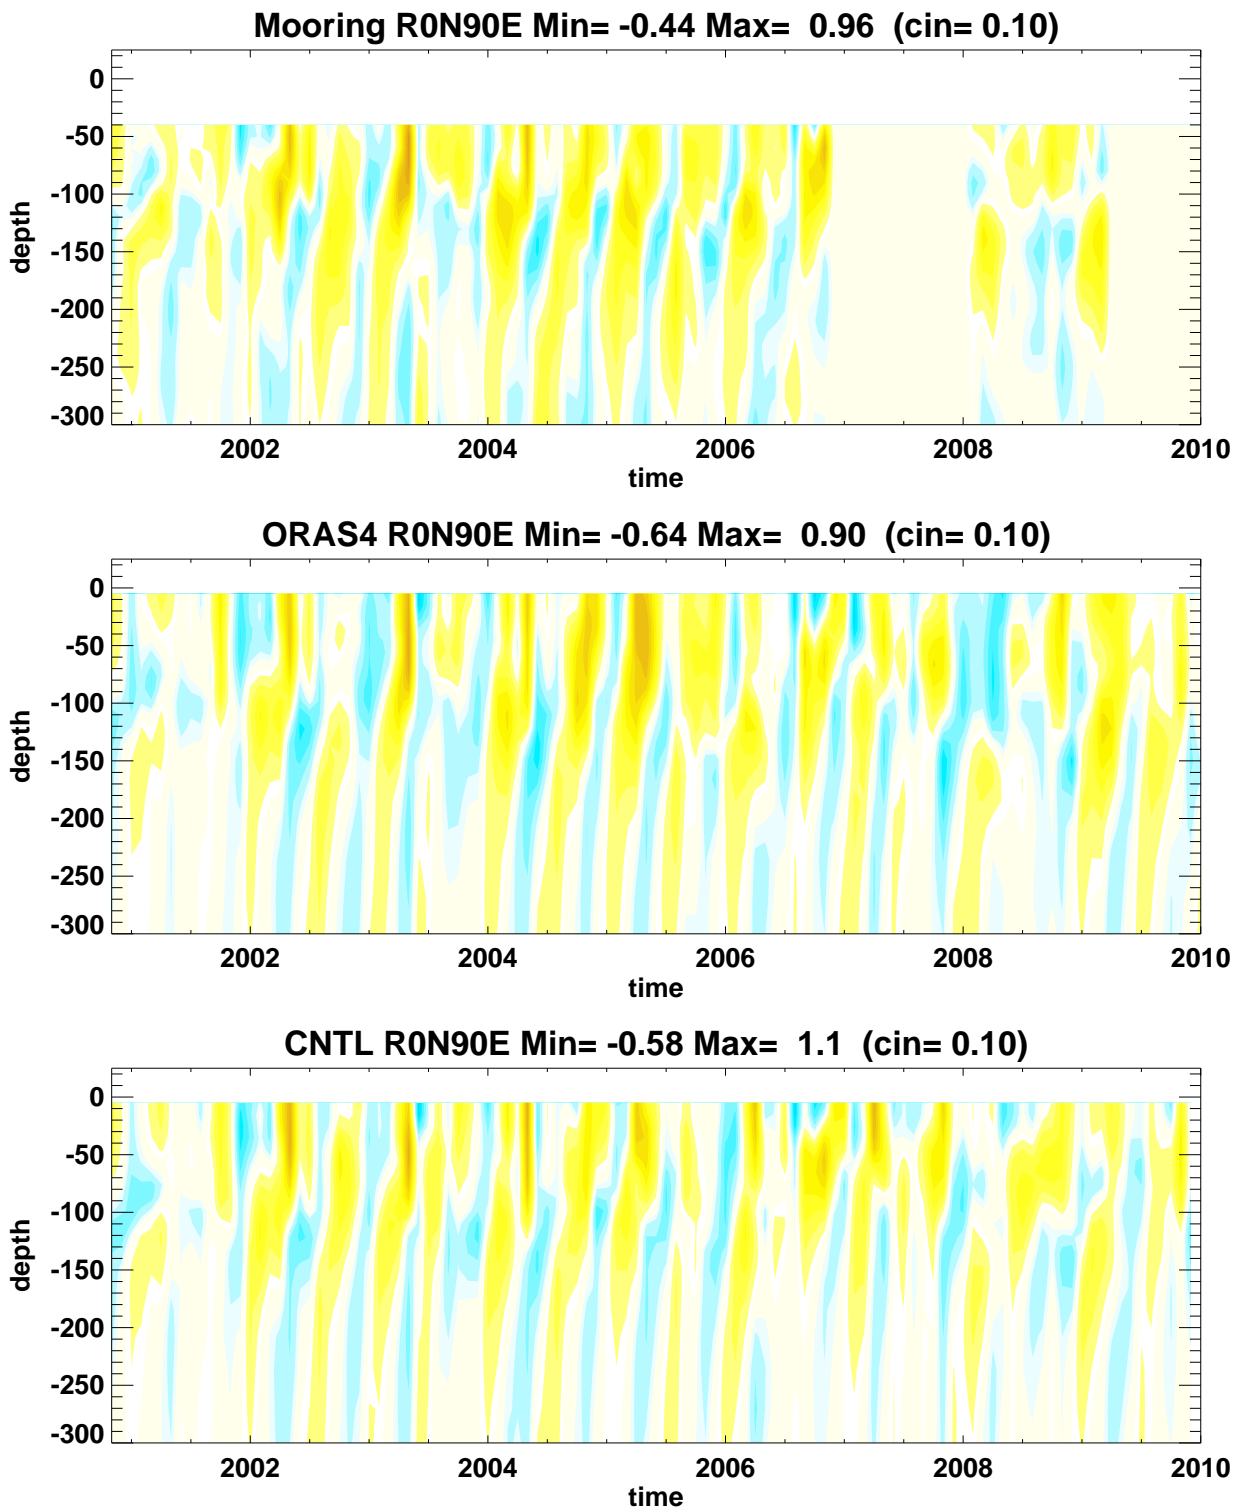 Mooring R0N90E Min= -0.44 Max=  0.96  (cin= 0.10)
0
-50
-100
-150
-200
-250
-300
depth
2002 2004 2006 2008 2010
time
ORAS4 R0N90E Min= -0.64 Max=  0.90  (cin= 0.10)
0
-50
-100
-150
-200
-250
-300
depth
2002 2004 2006 2008 2010
time
CNTL R0N90E Min= -0.58 Max=  1.1  (cin= 0.10)
0
-50
-100
-150
-200
-250
-300
depth
2002 2004 2006 2008 2010
time